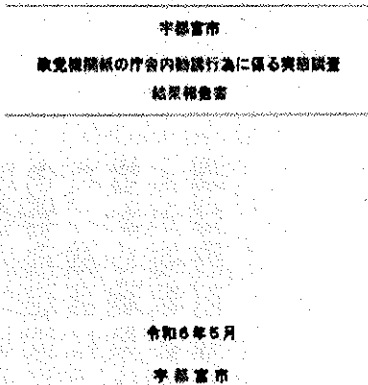 宇都宮市
政党機関紙の庁舎内勧誘行為に係る実態調査
結果報告書
令和6年5月
宇都宮市